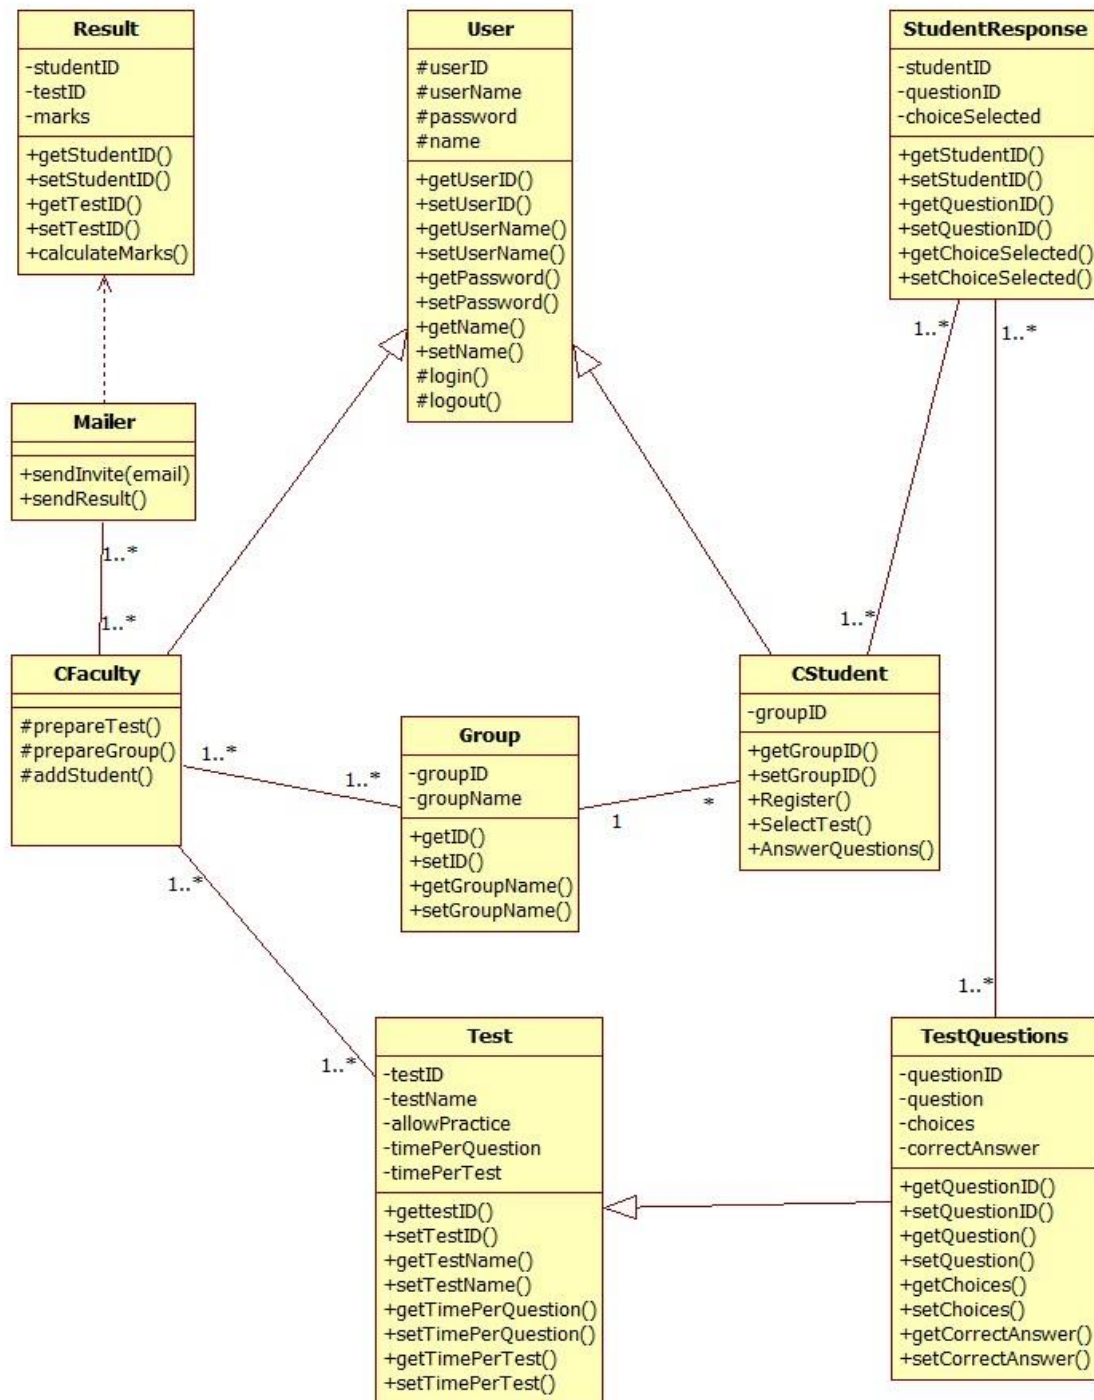 Result
-studentID
-testID
-marks
+getStudentID()
+setStudentID()
+getTestID()
+setTestID()
+calculateMarks()
User
#userID
#userName
#password
#name
+getUserID()
+setUserID()
+getUserName()
+setUserName()
+getPassword()
+setPassword()
+getName()
+setName()
#login()
#logout()
StudentResponse
-studentID
-questionID
-choiceSelected
+getStudentID()
+setStudentID()
+getQuestionID()
+setQuestionID()
+getChoiceSelected()
+setChoiceSelected()
1..*
1..*
Mailer
+sendInvite(email)
+sendResult()
1..*
1..*
1..*
CFaculty
#prepareTest()
#prepareGroup()
#addStudent()
1..*
1..*
1..*
Group
-groupID
-groupName
+getID()
+setID()
+getGroupName()
+setGroupName()
1
*
CStudent
-groupID
+getGroupID()
+setGroupID()
+Register()
+SelectTest()
+AnswerQuestions()
1..*
1..*
Test
-testID
-testName
-allowPractice
-timePerQuestion
-timePerTest
+gettestID()
+setTestID()
+getTestName()
+setTestName()
+getTimePerQuestion()
+setTimePerQuestion()
+getTimePerTest()
+setTimePerTest()
TestQuestions
-questionID
-question
-choices
-correctAnswer
+getQuestionID()
+setQuestionID()
+getQuestion()
+setQuestion()
+getChoices()
+setChoices()
+getCorrectAnswer()
+setCorrectAnswer()